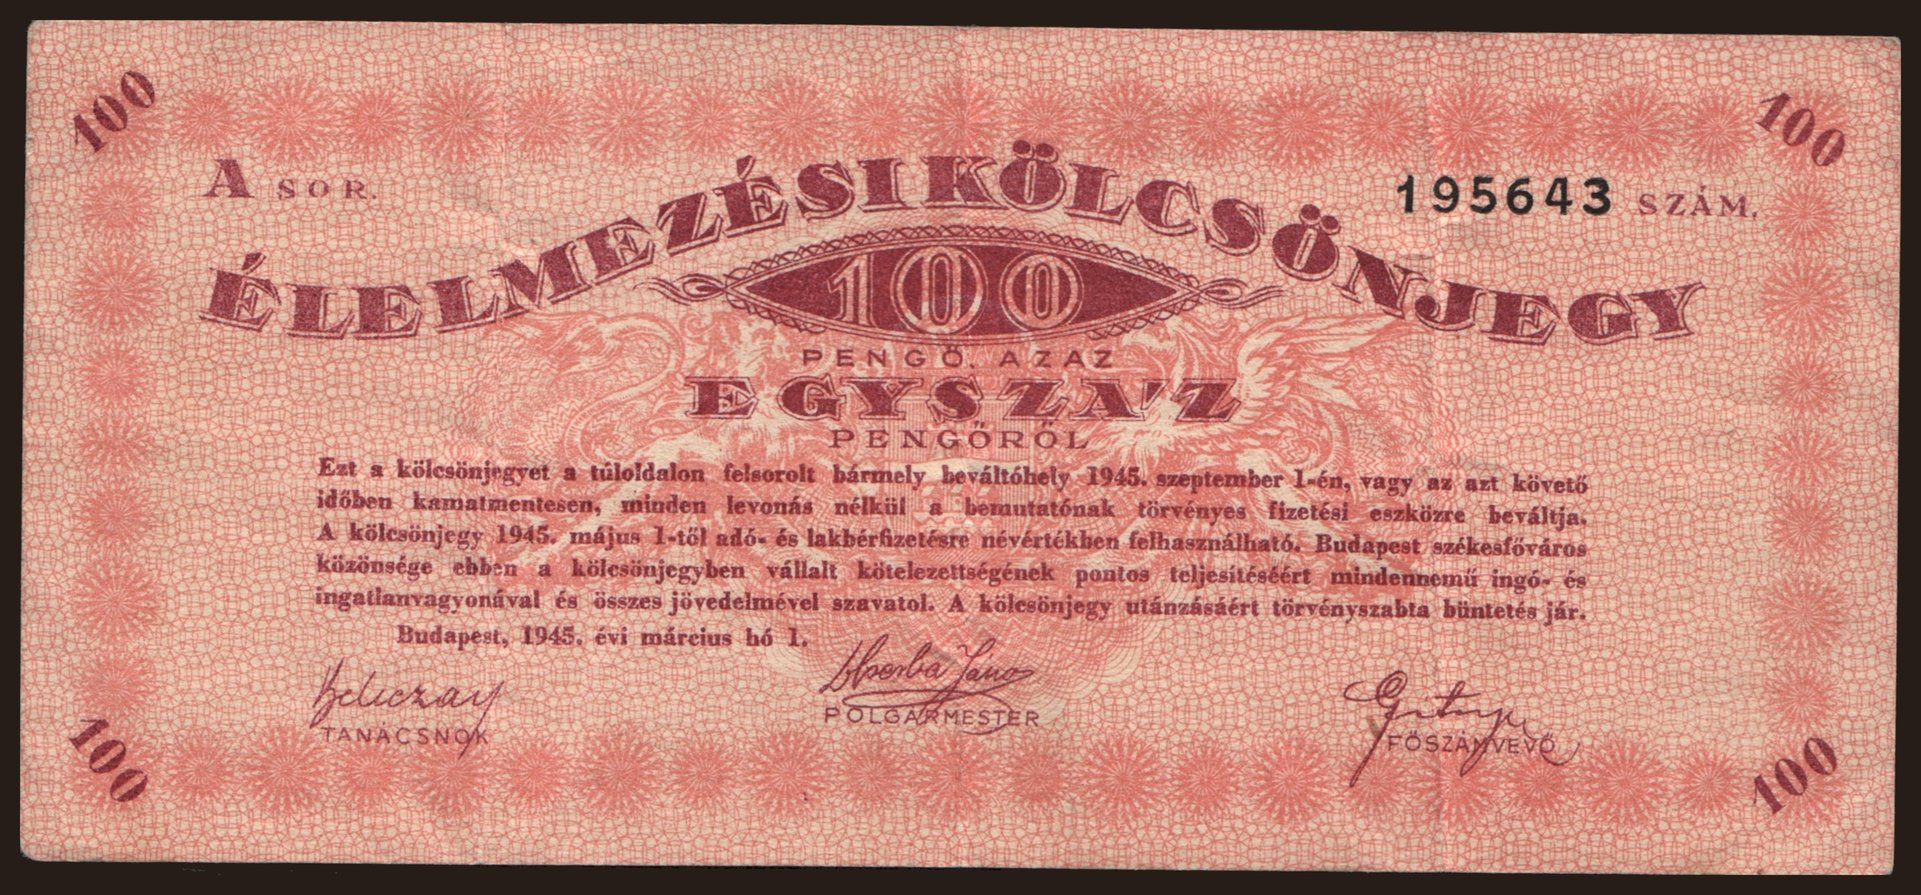 100 100
A SOR. 195643 SZÁM.
ÉLELMEZÉSI KÖLCSÖNJEGY
100
PENGŐ, AZAZ
EGYSZÁZ
PENGŐRŐL
Ezt a kölcsönjegyet a túloldalon felsorolt bármely beváltóhely 1945. szeptember 1-én, vagy az azt követő
időben kamatmentesen, minden levonás nélkül a bemutatónak törvényes fizetési eszközre beváltja.
A kölcsönjegy 1945. május 1-től adó- és lakbérfizetésre névértékben felhasználható. Budapest székesfőváros
közönsége ebben a kölcsönjegyben vállalt kötelezettségének pontos teljesítéséért mindennemű ingó- és
ingatlanvagyonával és összes jövedelmével szavatol. A kölcsönjegy utánzásáért törvényszabta büntetés jár.
Budapest, 1945. évi március hó 1.
Beliczay Csorba János
TANÁCSNOK POLGÁRMESTER FŐSZÁMVEVŐ
100 100